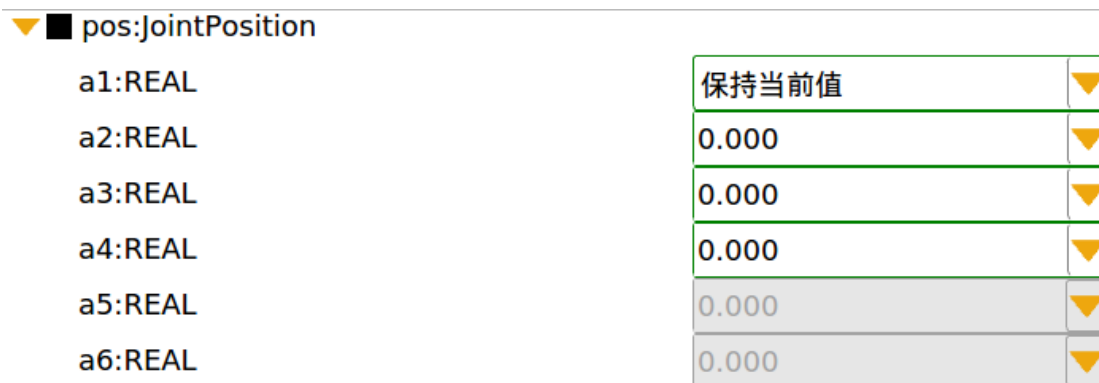 pos:JointPosition
a1:REAL 保持当前值
a2:REAL 0.000
a3:REAL 0.000
a4:REAL 0.000
a5:REAL 0.000
a6:REAL 0.000